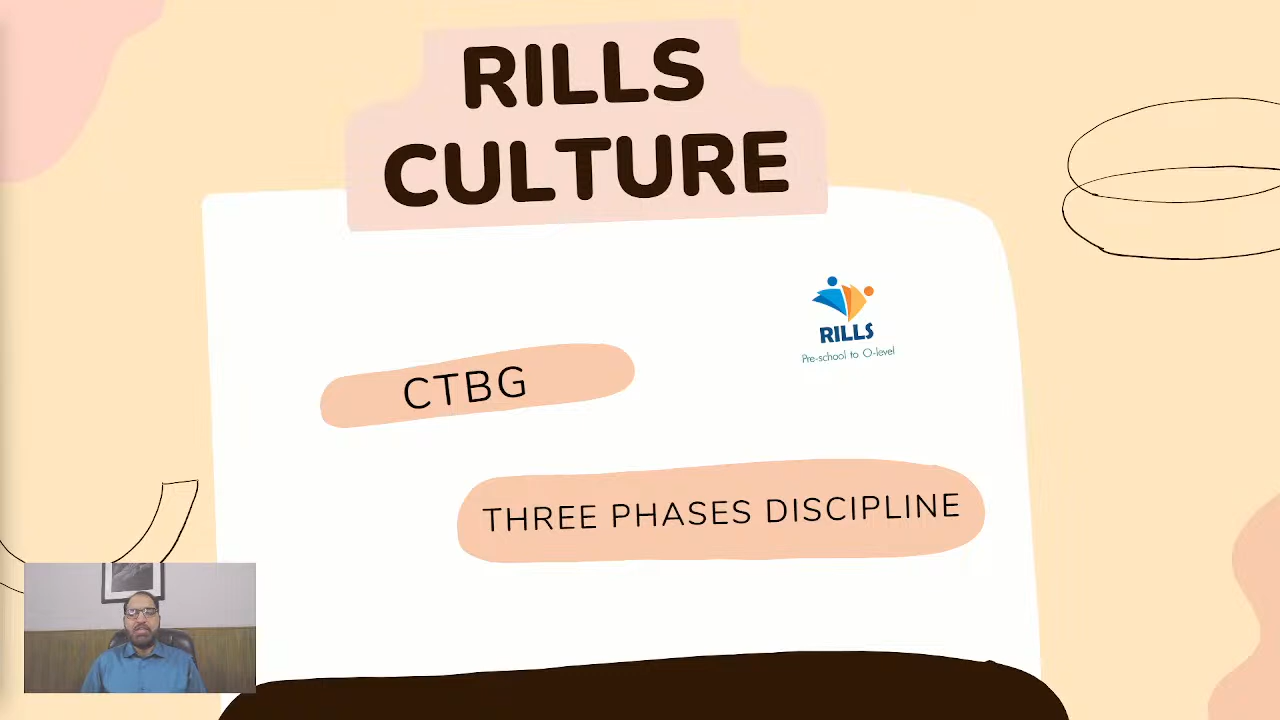 RILLS
CULTURE
RILLS
Pre-school to O-level
CTBG
THREE PHASES DISCIPLINE